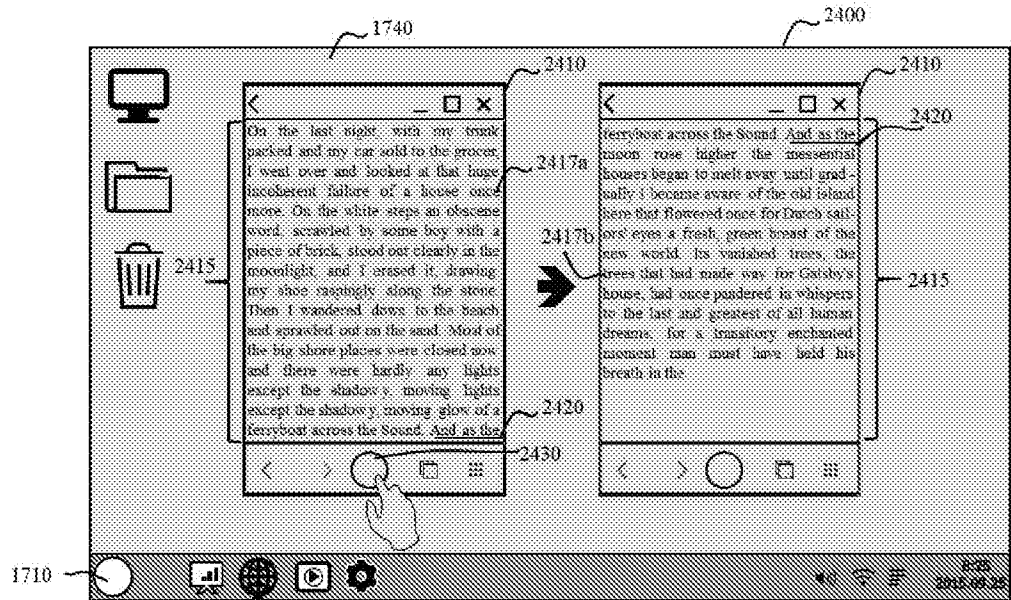 1740
2400
2410
2410
On the last night, with my trunk
packed and my car sold to the grocer,
I went over and looked at that huge
incoherent failure of a house once
more. On the white steps an obscene
word, scrawled by some boy with a
piece of brick, stood out clearly in the
moonlight, and I erased it, drawing
my shoe raspingly along the stone.
Then I wandered down to the beach
and sprawled out on the sand. Most of
the big shore places were closed now
and there were hardly any lights
except the shadowy, moving lights
except the shadowy, moving glow of a
ferryboat across the Sound. And as the
2417a
2415
2420
2430
ferryboat across the Sound. And as the
moon rose higher the inessential
houses began to melt away until grad-
ually I became aware of the old island
here that flowered once for Dutch sail-
ors' eyes a fresh, green breast of the
new world. Its vanished trees, the
trees that had made way for Gatsby's
house, had once pandered in whispers
to the last and greatest of all human
dreams, for a transitory enchanted
moment man must have held his
breath in the
2420
2417b
2415
1710
8:25
2015.09.25